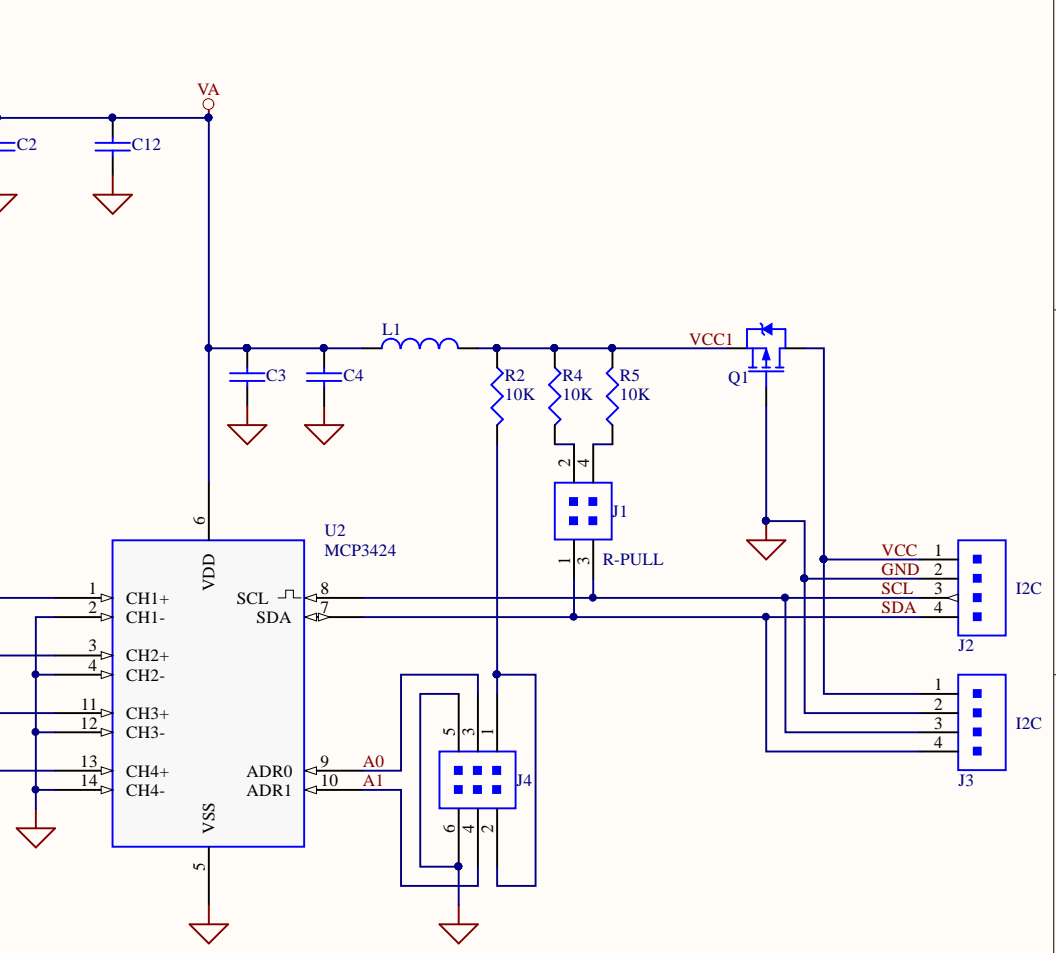 VA
C2
C12
L1
VCC1
Q1
C3
C4
R2
10K
R4
10K
R5
10K
2
4
J1
1
3
R-PULL
6
U2
MCP3424
VDD
1
CH1+
2
CH1-
3
CH2+
4
CH2-
11
CH3+
12
CH3-
13
CH4+
14
CH4-
SCL
8
SDA
7
ADR0
9
A0
ADR1
10
A1
VSS
5
5
3
1
J4
6
4
2
VCC 1
GND 2
SCL 3
SDA 4
I2C
J2
1
2
3
4
I2C
J3